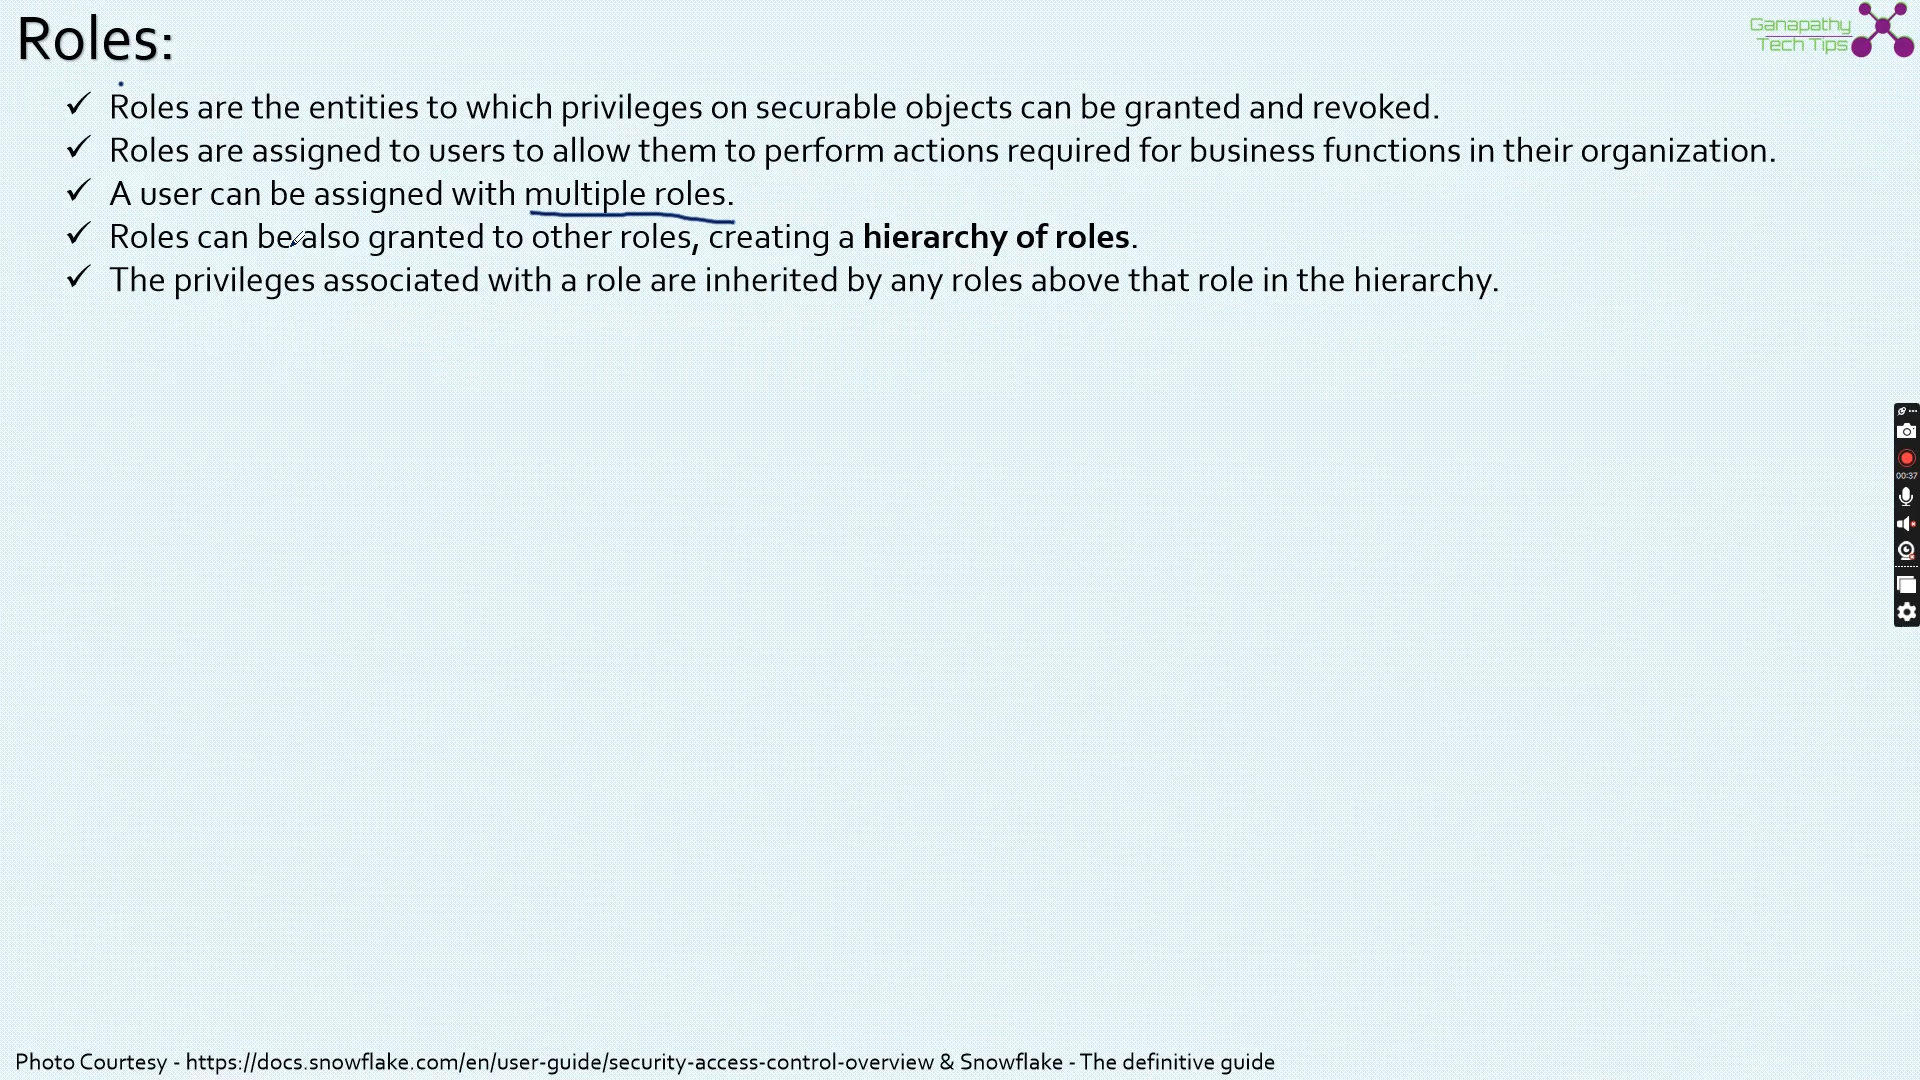 Roles:
Ganapathy
Tech Tips
✓ Roles are the entities to which privileges on securable objects can be granted and revoked.
✓ Roles are assigned to users to allow them to perform actions required for business functions in their organization.
✓ A user can be assigned with multiple roles.
✓ Roles can be also granted to other roles, creating a hierarchy of roles.
✓ The privileges associated with a role are inherited by any roles above that role in the hierarchy.
00:37
Photo Courtesy - https://docs.snowflake.com/en/user-guide/security-access-control-overview & Snowflake - The definitive guide